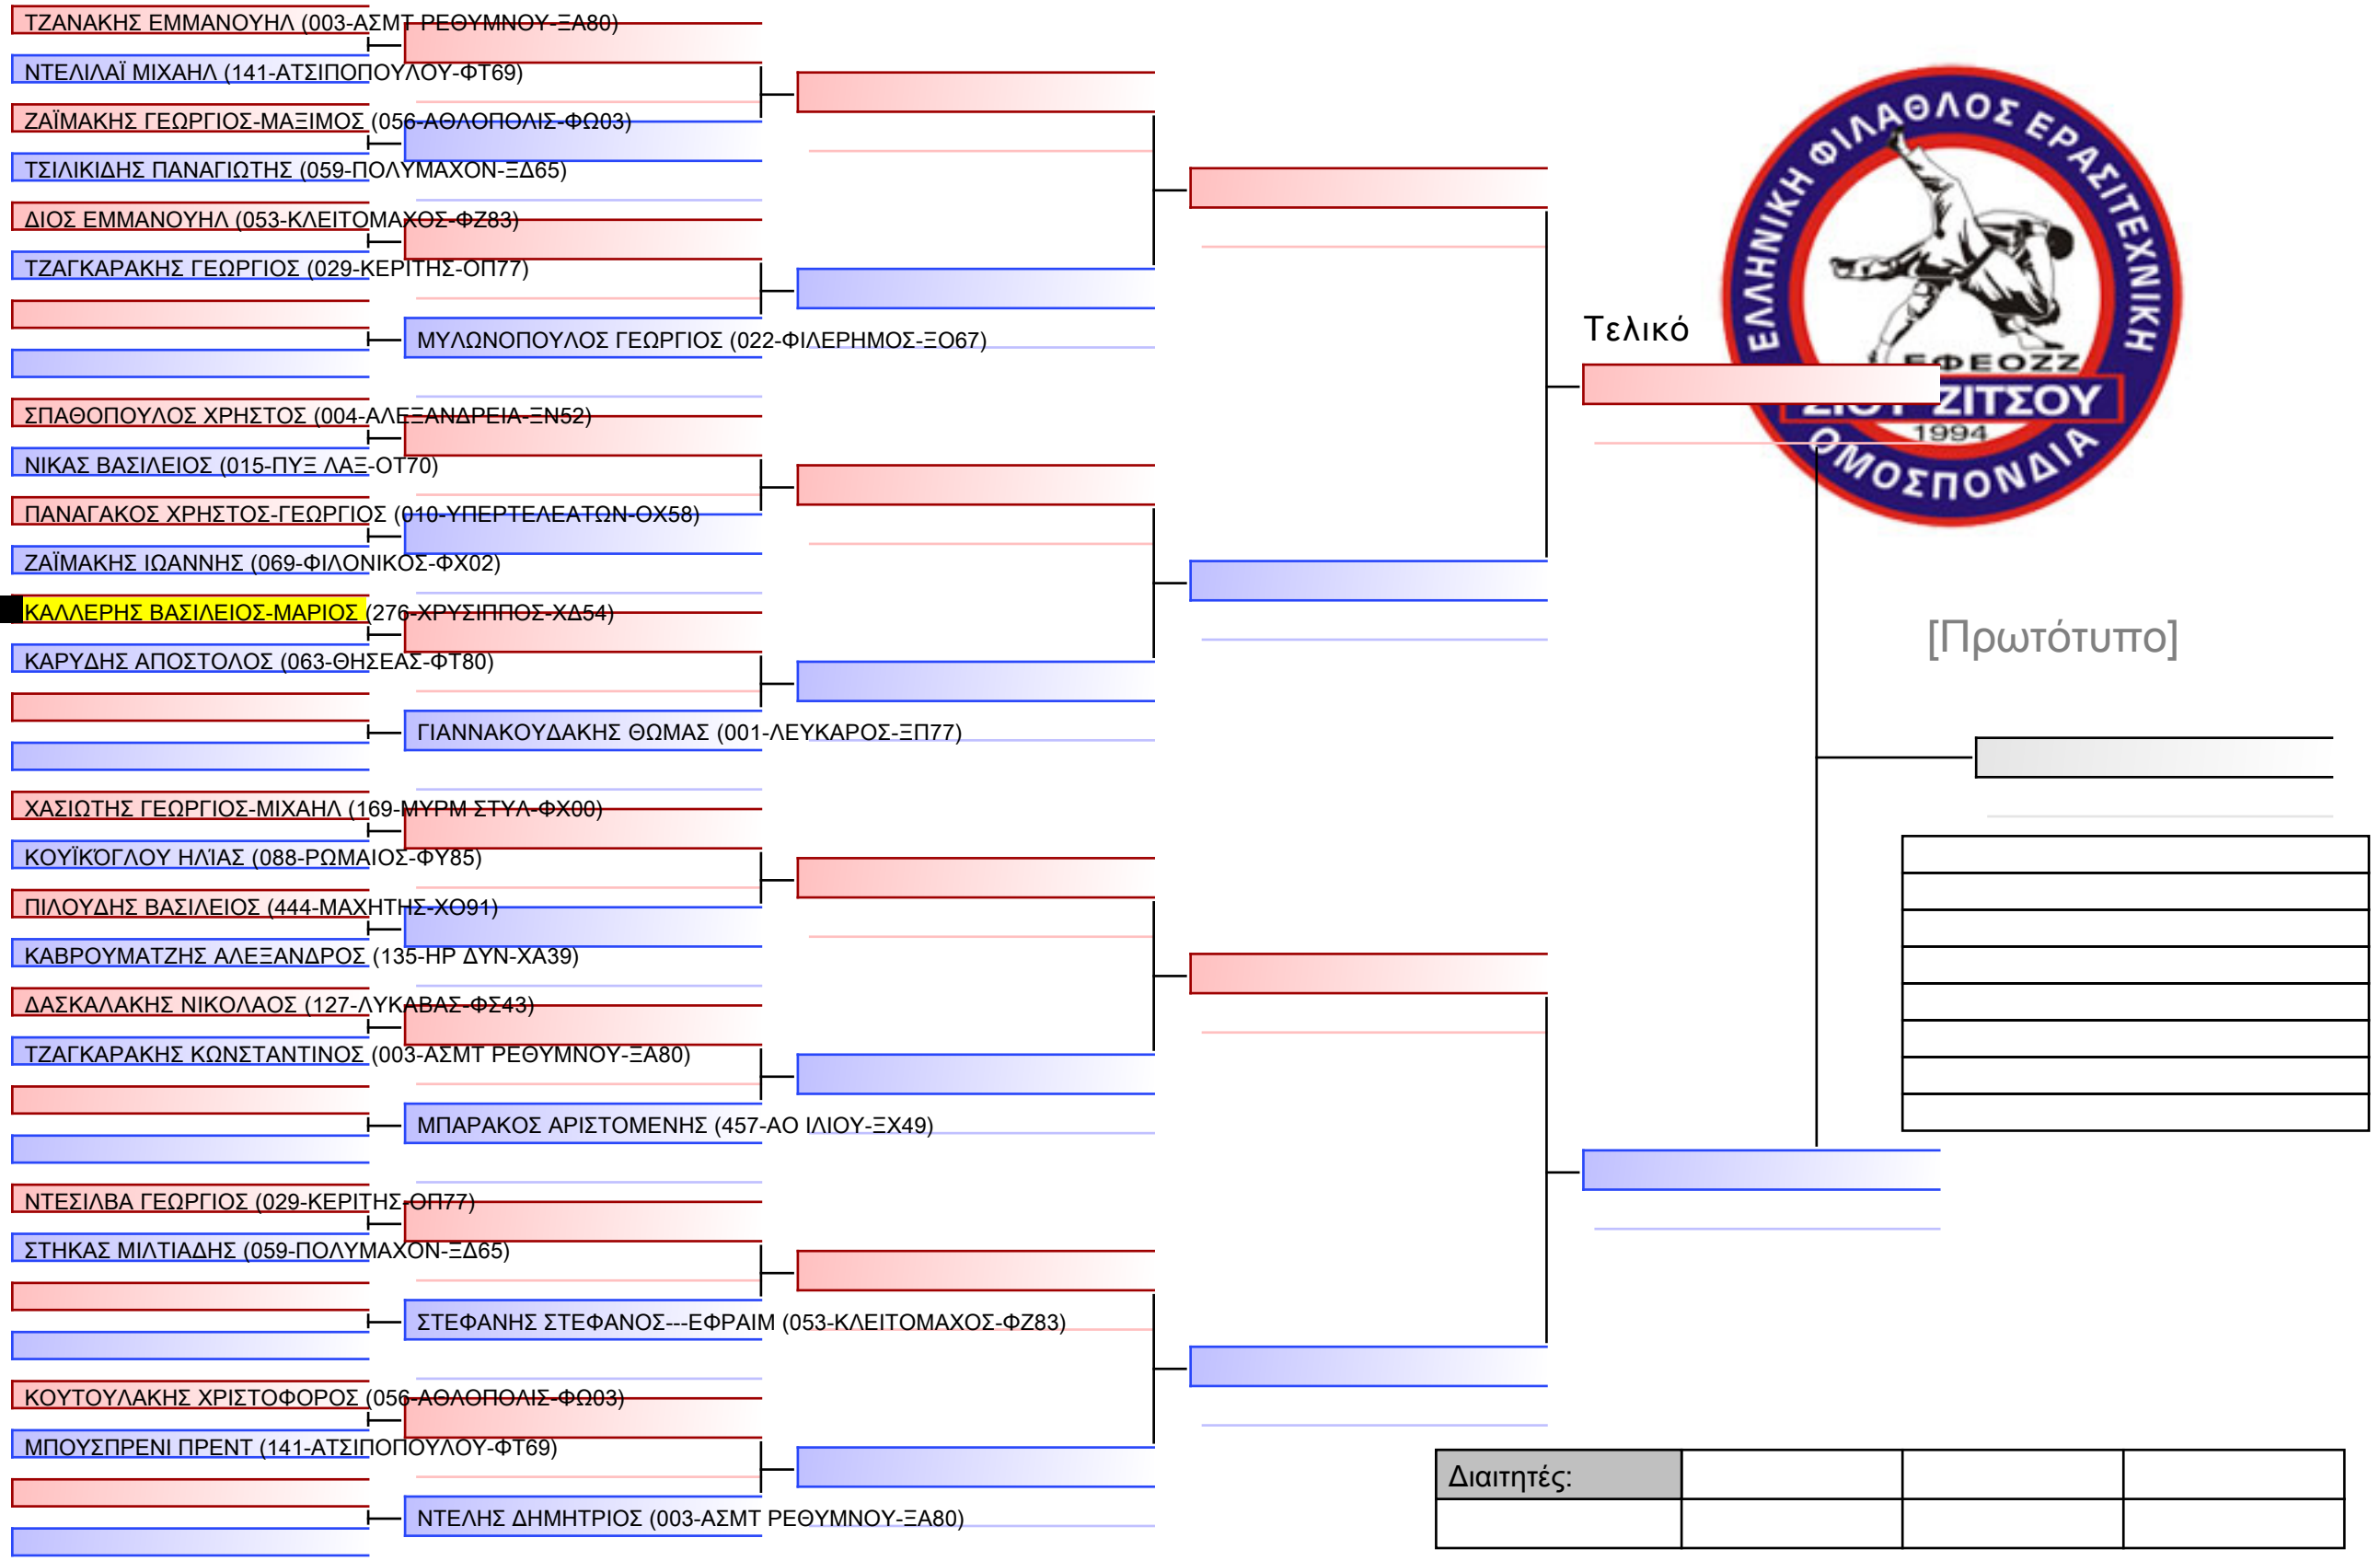 ΤΖΑΝΑΚΗΣ ΕΜΜΑΝΟΥΗΛ (003-ΑΣΜΤ ΡΕΘΥΜΝΟΥ-ΞΑ80)
ΝΤΕΛΙΛΑΪ ΜΙΧΑΗΛ (141-ΑΤΣΙΠΟΠΟΥΛΟΥ-ΦΤ69)
ΖΑΪΜΑΚΗΣ ΓΕΩΡΓΙΟΣ-ΜΑΞΙΜΟΣ (056-ΑΘΛΟΠΟΛΙΣ-ΦΩ03)
ΤΣΙΛΙΚΙΔΗΣ ΠΑΝΑΓΙΩΤΗΣ (059-ΠΟΛΥΜΑΧΟΝ-ΞΔ65)
ΔΙΟΣ ΕΜΜΑΝΟΥΗΛ (053-ΚΛΕΙΤΟΜΑΧΟΣ-ΦΖ83)
ΤΖΑΓΚΑΡΑΚΗΣ ΓΕΩΡΓΙΟΣ (029-ΚΕΡΙΤΗΣ-ΟΠ77)
ΜΥΛΩΝΟΠΟΥΛΟΣ ΓΕΩΡΓΙΟΣ (022-ΦΙΛΕΡΗΜΟΣ-ΞΟ67)
ΣΠΑΘΟΠΟΥΛΟΣ ΧΡΗΣΤΟΣ (004-ΑΛΕΞΑΝΔΡΕΙΑ-ΞΝ52)
ΝΙΚΑΣ ΒΑΣΙΛΕΙΟΣ (015-ΠΥΞ ΛΑΞ-ΟΤ70)
ΠΑΝΑΓΑΚΟΣ ΧΡΗΣΤΟΣ-ΓΕΩΡΓΙΟΣ (010-ΥΠΕΡΤΕΛΕΑΤΩΝ-ΟΧ58)
ΖΑΪΜΑΚΗΣ ΙΩΑΝΝΗΣ (069-ΦΙΛΟΝΙΚΟΣ-ΦΧ02)
ΚΑΛΛΕΡΗΣ ΒΑΣΙΛΕΙΟΣ-ΜΑΡΙΟΣ (276-ΧΡΥΣΙΠΠΟΣ-ΧΔ54)
ΚΑΡΥΔΗΣ ΑΠΟΣΤΟΛΟΣ (063-ΘΗΣΕΑΣ-ΦΤ80)
ΓΙΑΝΝΑΚΟΥΔΑΚΗΣ ΘΩΜΑΣ (001-ΛΕΥΚΑΡΟΣ-ΞΠ77)
ΧΑΣΙΩΤΗΣ ΓΕΩΡΓΙΟΣ-ΜΙΧΑΗΛ (169-ΜΥΡΜ ΣΤΥΛ-ΦΧ00)
ΚΟΥΪΚΌΓΛΟΥ ΗΛΊΑΣ (088-ΡΩΜΑΙΟΣ-ΦΥ85)
ΠΙΛΟΥΔΗΣ ΒΑΣΙΛΕΙΟΣ (444-ΜΑΧΗΤΗΣ-ΧΟ91)
ΚΑΒΡΟΥΜΑΤΖΗΣ ΑΛΕΞΑΝΔΡΟΣ (135-ΗΡ ΔΥΝ-ΧΑ39)
ΔΑΣΚΑΛΑΚΗΣ ΝΙΚΟΛΑΟΣ (127-ΛΥΚΑΒΑΣ-ΦΣ43)
ΤΖΑΓΚΑΡΑΚΗΣ ΚΩΝΣΤΑΝΤΙΝΟΣ (003-ΑΣΜΤ ΡΕΘΥΜΝΟΥ-ΞΑ80)
ΜΠΑΡΑΚΟΣ ΑΡΙΣΤΟΜΕΝΗΣ (457-ΑΟ ΙΛΙΟΥ-ΞΧ49)
ΝΤΕΣΙΛΒΑ ΓΕΩΡΓΙΟΣ (029-ΚΕΡΙΤΗΣ-ΟΠ77)
ΣΤΗΚΑΣ ΜΙΛΤΙΑΔΗΣ (059-ΠΟΛΥΜΑΧΟΝ-ΞΔ65)
ΣΤΕΦΑΝΗΣ ΣΤΕΦΑΝΟΣ---ΕΦΡΑΙΜ (053-ΚΛΕΙΤΟΜΑΧΟΣ-ΦΖ83)
ΚΟΥΤΟΥΛΑΚΗΣ ΧΡΙΣΤΟΦΟΡΟΣ (056-ΑΘΛΟΠΟΛΙΣ-ΦΩ03)
ΜΠΟΥΣΠΡΕΝΙ ΠΡΕΝΤ (141-ΑΤΣΙΠΟΠΟΥΛΟΥ-ΦΤ69)
ΝΤΕΛΗΣ ΔΗΜΗΤΡΙΟΣ (003-ΑΣΜΤ ΡΕΘΥΜΝΟΥ-ΞΑ80)
Τελικό
ΕΛΛΗΝΙΚΗ ΦΙΛΑΘΛΟΣ ΕΡΑΣΙΤΕΧΝΙΚΗ
ΕΦΕΟΖΖ
ΖΙΟΥ ΖΙΤΣΟΥ
1994
ΟΜΟΣΠΟΝΔΙΑ
[Πρωτότυπο]
Διαιτητές: